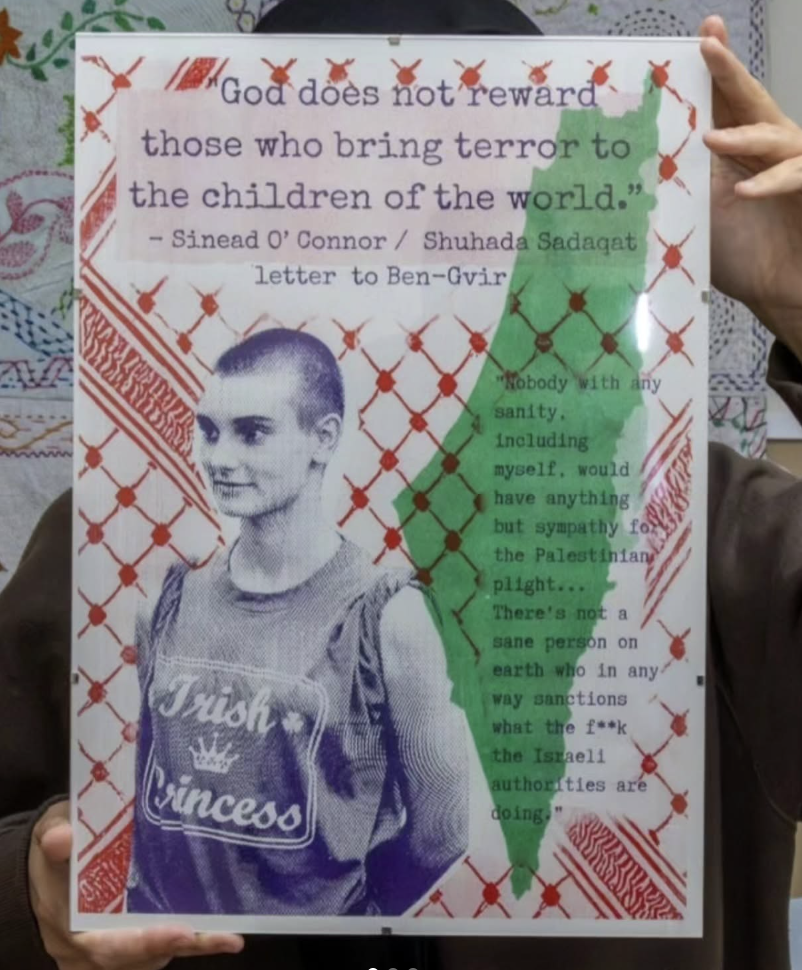 "God does not reward
those who bring terror to
the children of the world."
- Sinead O' Connor / Shuhada Sadaqat
letter to Ben-Gvir
"Nobody with any
sanity,
including
myself, would
have anything
but sympathy for
the Palestinian
plight...
There's not a
sane person on
earth who in any
way sanctions
what the f**k
the Israeli
authorities are
doing."
Irish
Princess